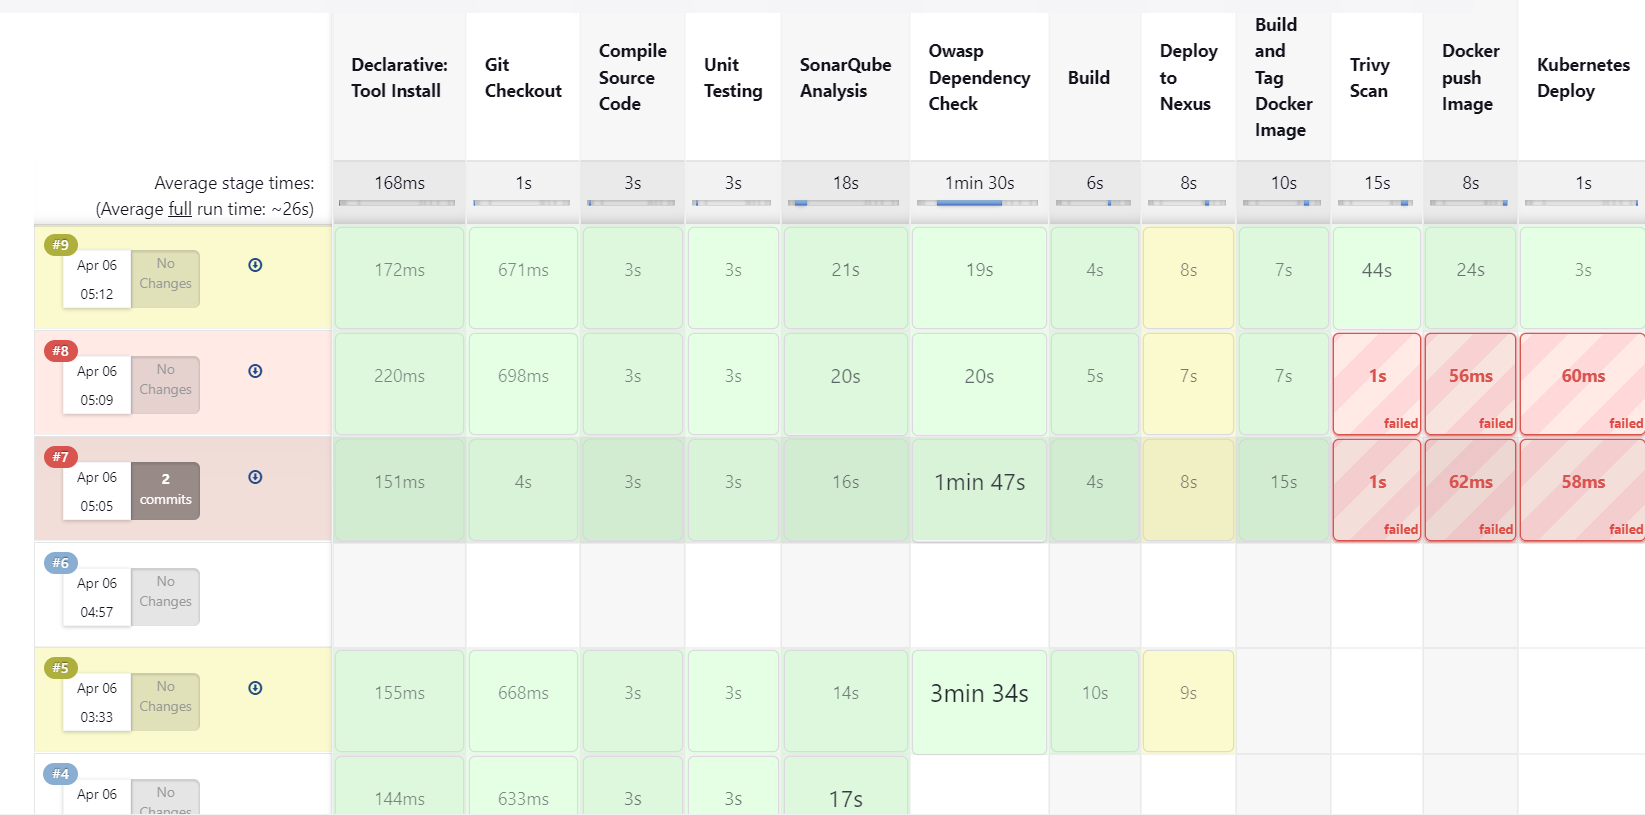 Declarative:
Tool Install
Git
Checkout
Compile
Source
Code
Unit
Testing
SonarQube
Analysis
Owasp
Dependency
Check
Build
Deploy
to
Nexus
Build
and
Tag
Docker
Image
Trivy
Scan
Docker
push
Image
Kubernetes
Deploy
Average stage times:
(Average full run time: ~26s)
168ms 1s 3s 3s 18s 1min 30s 6s 8s 10s 15s 8s 1s
#9
Apr 06
05:12
No
Changes
172ms 671ms 3s 3s 21s 19s 4s 8s 7s 44s 24s 3s
#8
Apr 06
05:09
No
Changes
220ms 698ms 3s 3s 20s 20s 5s 7s 7s 1s 56ms 60ms
failed failed failed
#7
Apr 06
05:05
2
commits
151ms 4s 3s 3s 16s 1min 47s 4s 8s 15s 1s 62ms 58ms
failed failed failed
#6
Apr 06
04:57
No
Changes
#5
Apr 06
03:33
No
Changes
155ms 668ms 3s 3s 14s 3min 34s 10s 9s
#4
Apr 06
No
Changes
144ms 633ms 3s 3s 17s